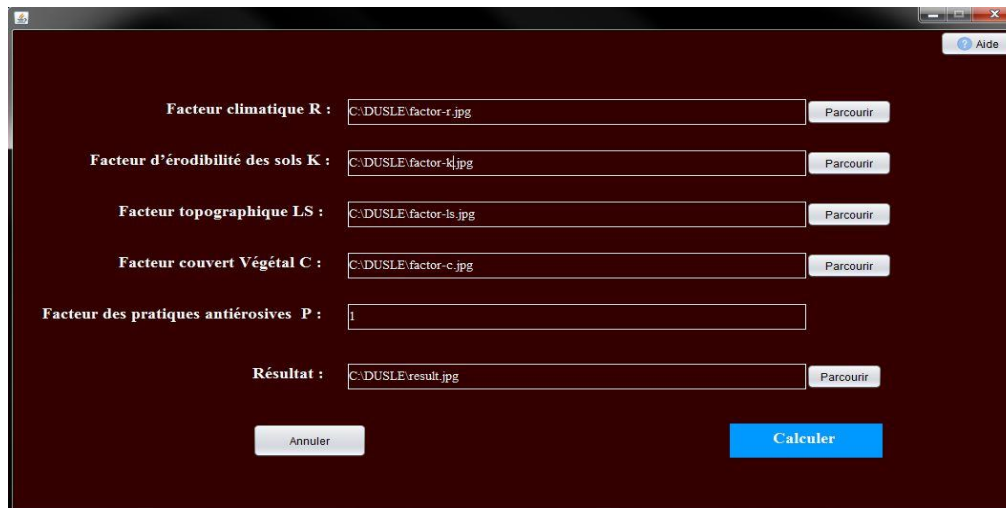 Aide
Facteur climatique R : C:\DUSLE\factor-r.jpg Parcourir
Facteur d'érodibilité des sols K : C:\DUSLE\factor-k.jpg Parcourir
Facteur topographique LS : C:\DUSLE\factor-ls.jpg Parcourir
Facteur couvert Végétal C : C:\DUSLE\factor-c.jpg Parcourir
Facteur des pratiques antiérosives P : 1
Résultat : C:\DUSLE\result.jpg Parcourir
Annuler Calculer